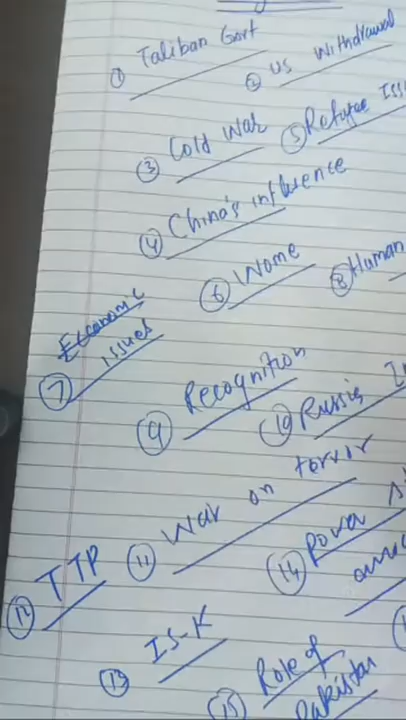 ① Taliban Govt
② US Withdrawal
③ Cold War
⑤ Refugee Iss
④ China's influence
⑥ Wome
⑧ Human
⑦ Economic
issues
⑨ Recognition
⑩ Russia I
⑪ War on terror
⑫ TTP
⑭ Power
⑬ IS-K
⑮ Role of
Pakistan